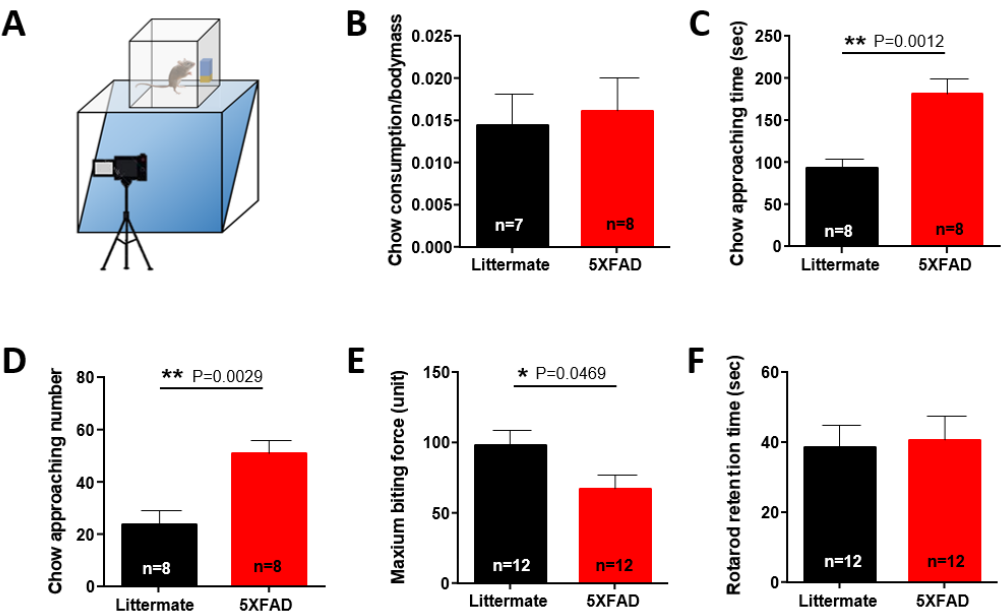 A
B
Chow consumption/bodymass
0.025
0.020
0.015
0.010
0.005
0.000
n=7
n=8
Littermate
5XFAD
C
Chow approaching time (sec)
250
200
150
100
50
0
** P=0.0012
n=8
n=8
Littermate
5XFAD
D
Chow approaching number
80
60
40
20
0
** P=0.0029
n=8
n=8
Littermate
5XFAD
E
Maxium biting force (unit)
150
100
50
0
* P=0.0469
n=12
n=12
Littermate
5XFAD
F
Rotarod retention time (sec)
60
40
20
0
n=12
n=12
Littermate
5XFAD